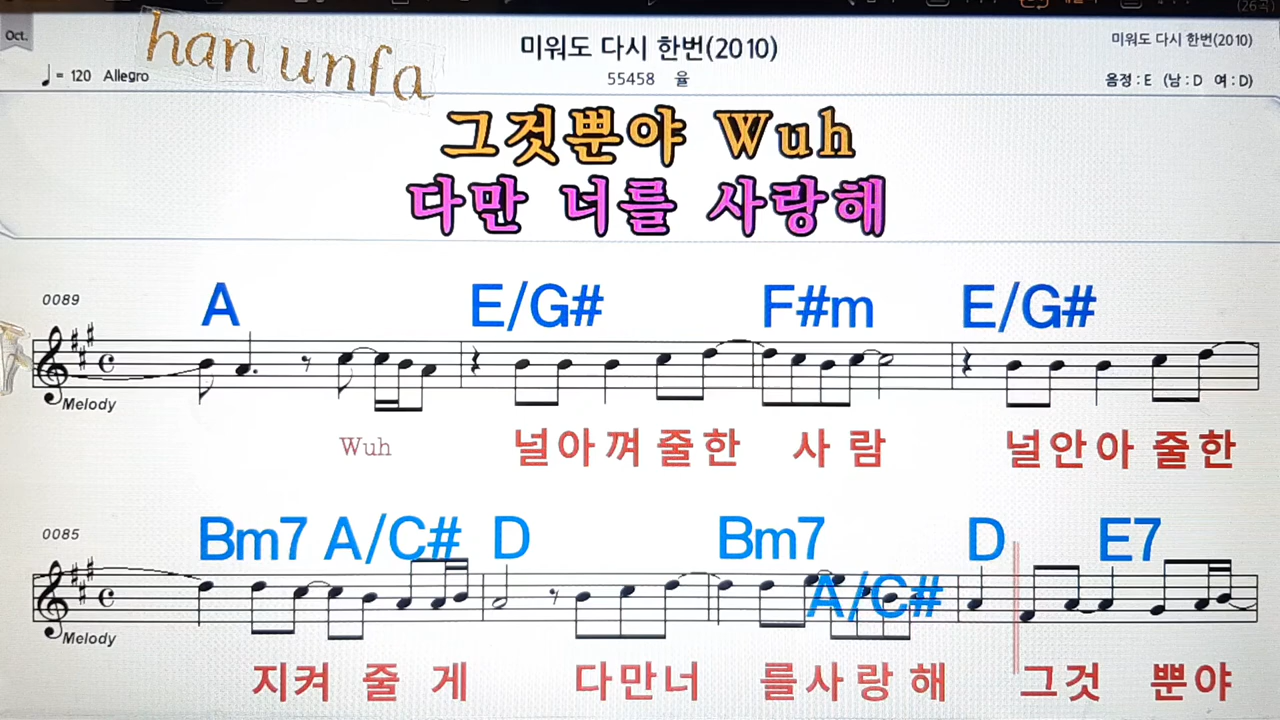 (26곡)
Oct.
han unfa
미워도 다시 한번(2010)
미워도 다시 한번(2010)
= 120 Allegro
55458 율
음정 : E (남 : D 여 : D)
그것뿐야 Wuh
다만 너를 사랑해
0089
A E/G# F#m E/G#
Melody
Wuh 널아껴 줄한 사람 널안아 줄한
0085
Bm7 A/C# D Bm7 A/C# D E7
Melody
지켜 줄 게 다만너 를사랑해 그것 뿐야